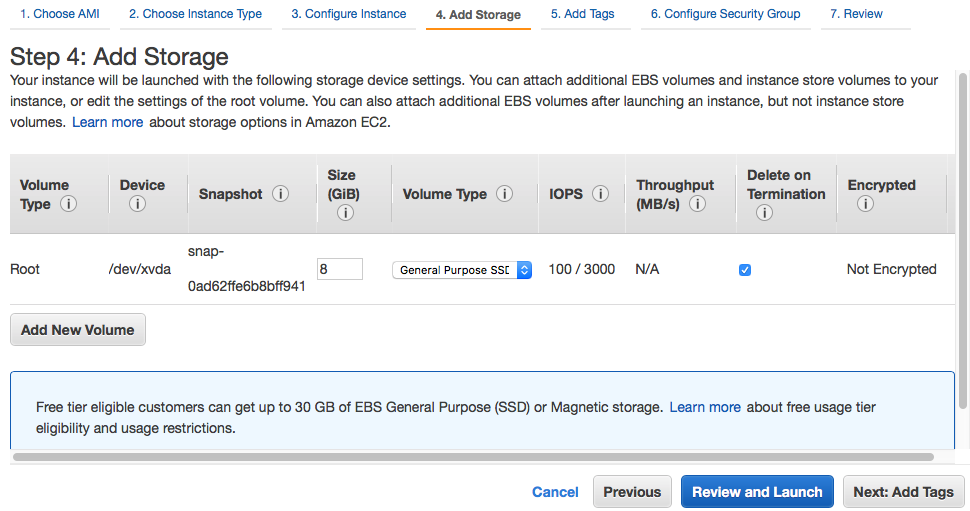 1. Choose AMI 2. Choose Instance Type 3. Configure Instance 4. Add Storage 5. Add Tags 6. Configure Security Group 7. Review
Step 4: Add Storage
Your instance will be launched with the following storage device settings. You can attach additional EBS volumes and instance store volumes to your
instance, or edit the settings of the root volume. You can also attach additional EBS volumes after launching an instance, but not instance store
volumes. Learn more about storage options in Amazon EC2.
Volume Type i Device i Snapshot i Size (GiB) i Volume Type i IOPS i Throughput (MB/s) i Delete on Termination i Encrypted i
Root /dev/xvda snap-0ad62ffe6b8bff941 8 General Purpose SSD 100 / 3000 N/A Not Encrypted
Add New Volume
Free tier eligible customers can get up to 30 GB of EBS General Purpose (SSD) or Magnetic storage. Learn more about free usage tier
eligibility and usage restrictions.
Cancel Previous Review and Launch Next: Add Tags